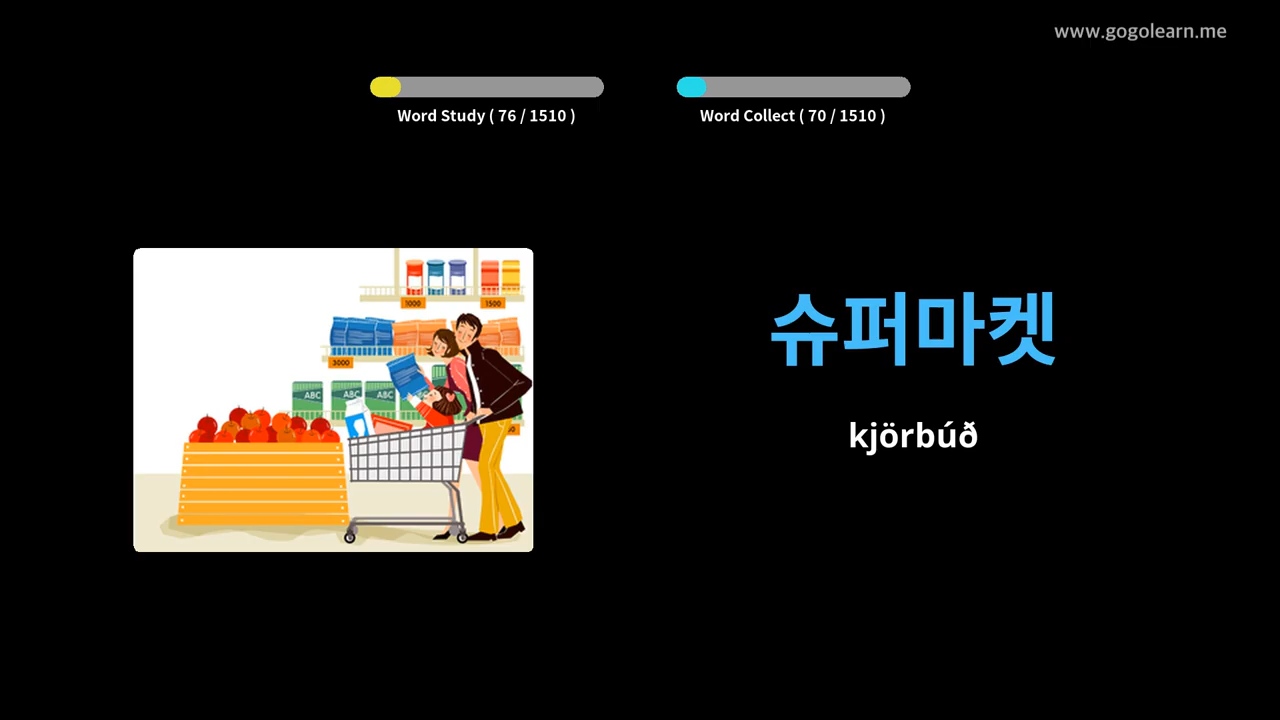 www.gogolearn.me
Word Study ( 76 / 1510 )
Word Collect ( 70 / 1510 )
1000
1500
3000
ABC
ABC
ABC
슈퍼마켓
kjörbúð